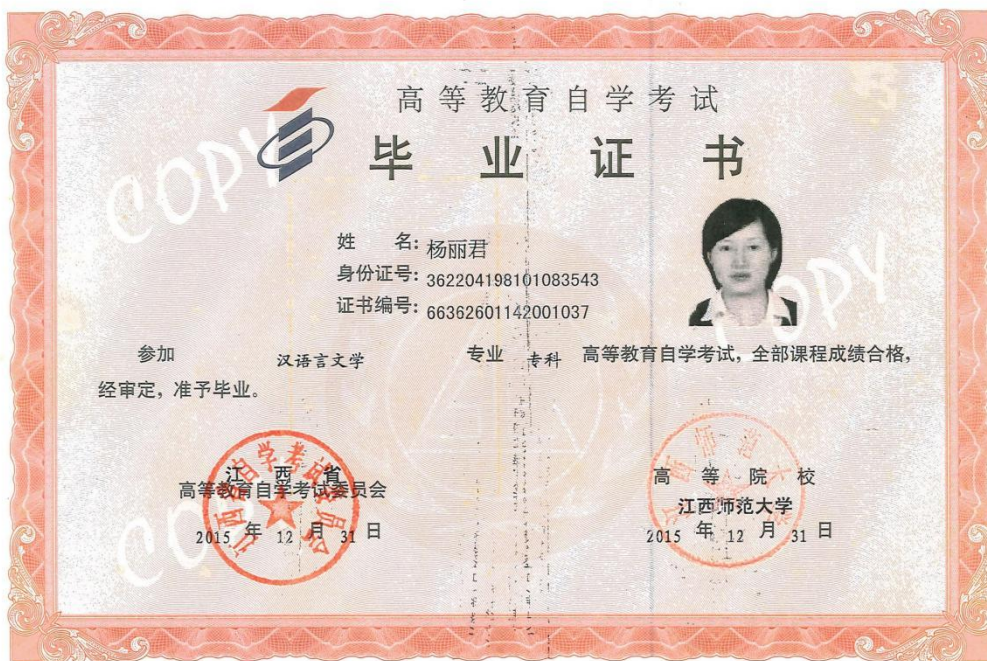 高等教育自学考试
毕业证书
姓 名: 杨丽君
身份证号: 362204198101083543
证书编号: 66362601142001037
参加 汉语言文学 专业 专科 高等教育自学考试, 全部课程成绩合格,
经审定, 准予毕业。
江西省
高等教育自学考试委员会
2015 年 12 月 31 日
高等院校
江西师范大学
2015 年 12 月 31 日
COPY
COPY
COPY